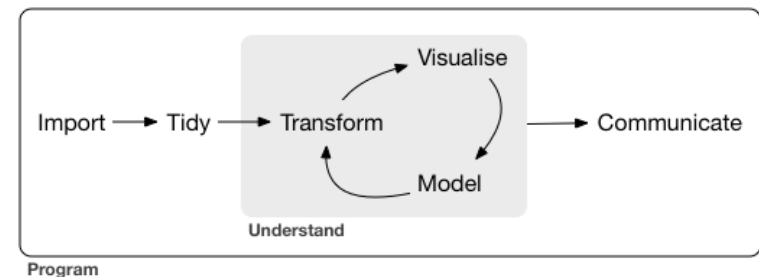 Visualise
Import
Tidy
Transform
Communicate
Model
Understand
Program